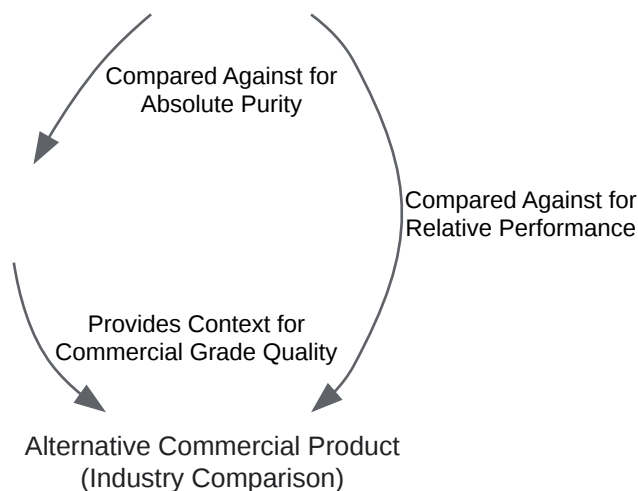 Compared Against for
Absolute Purity
Compared Against for
Relative Performance
Provides Context for
Commercial Grade Quality
Alternative Commercial Product
(Industry Comparison)